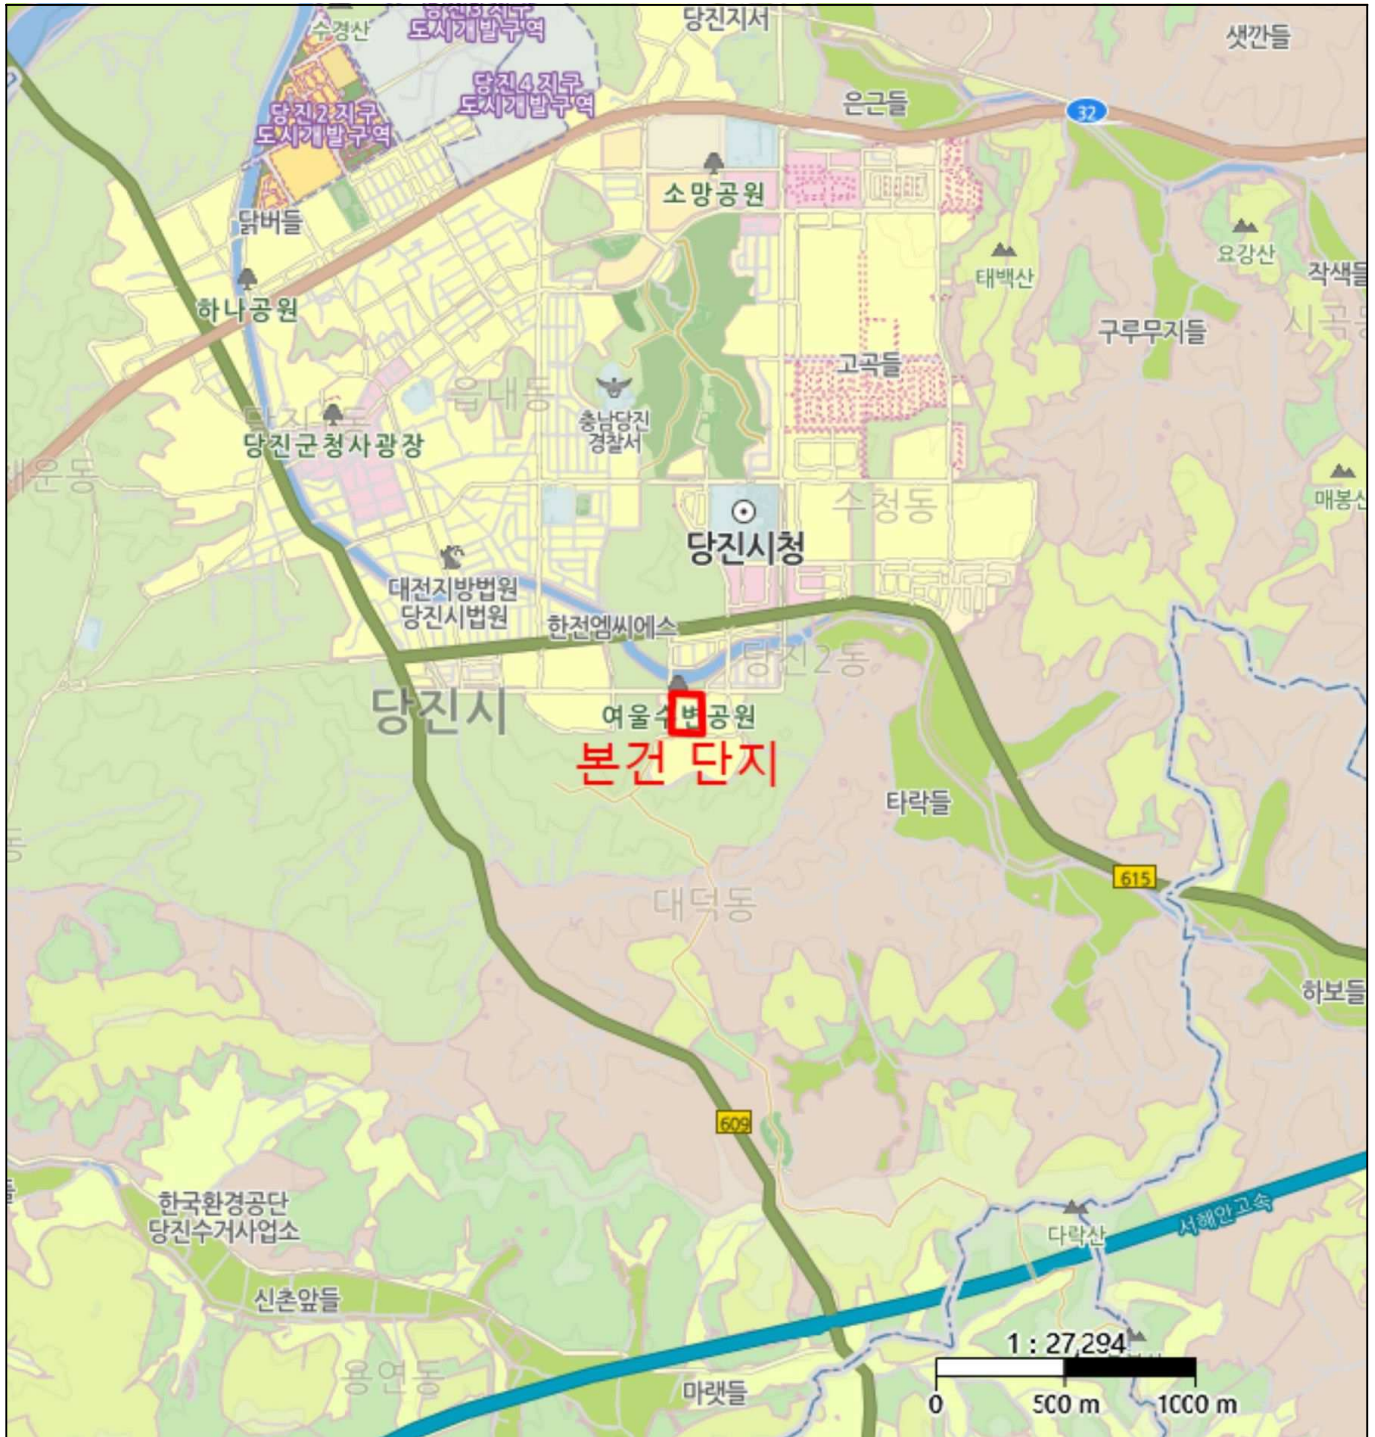 당진3 지구
도시개발구역
수경산
당진지서
샛깐들
당진4 지구
도시개발구역
당진2 지구
도시개발구역
은근들
32
소망공원
닭버들
태백산
요강산
작색들
하나공원
구루무지들
고곡들
읍내동
충남당진
경찰서
당진군청사광장
매봉산
수정동
당진시청
대전지방법원
당진시법원
한전엠씨에스
당진2동
당진시
여울수변공원
본건 단지
타락들
615
대덕동
하보들
609
한국환경공단
당진수거사업소
서해안고속
다락산
신촌앞들
용연동
마랫들
1 : 27,294
0
500 m
1000 m